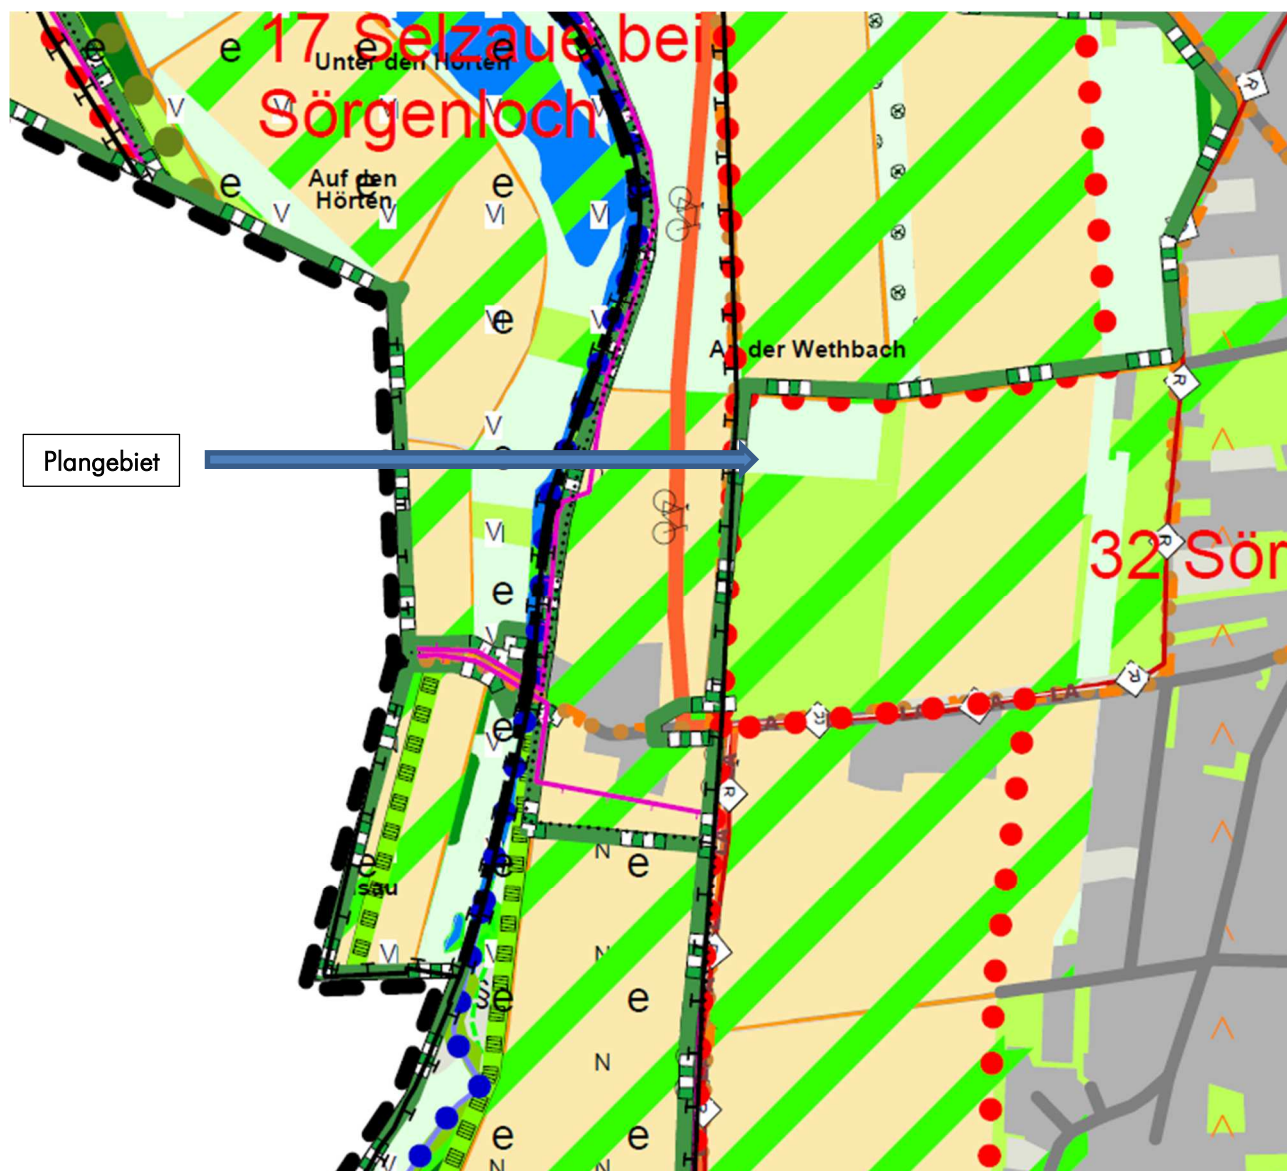 17 Selzaue bei
Unter den Horten
Sörgenloch
Auf den
Hörten
An der Wethbach
Plangebiet
32 Sör
sau